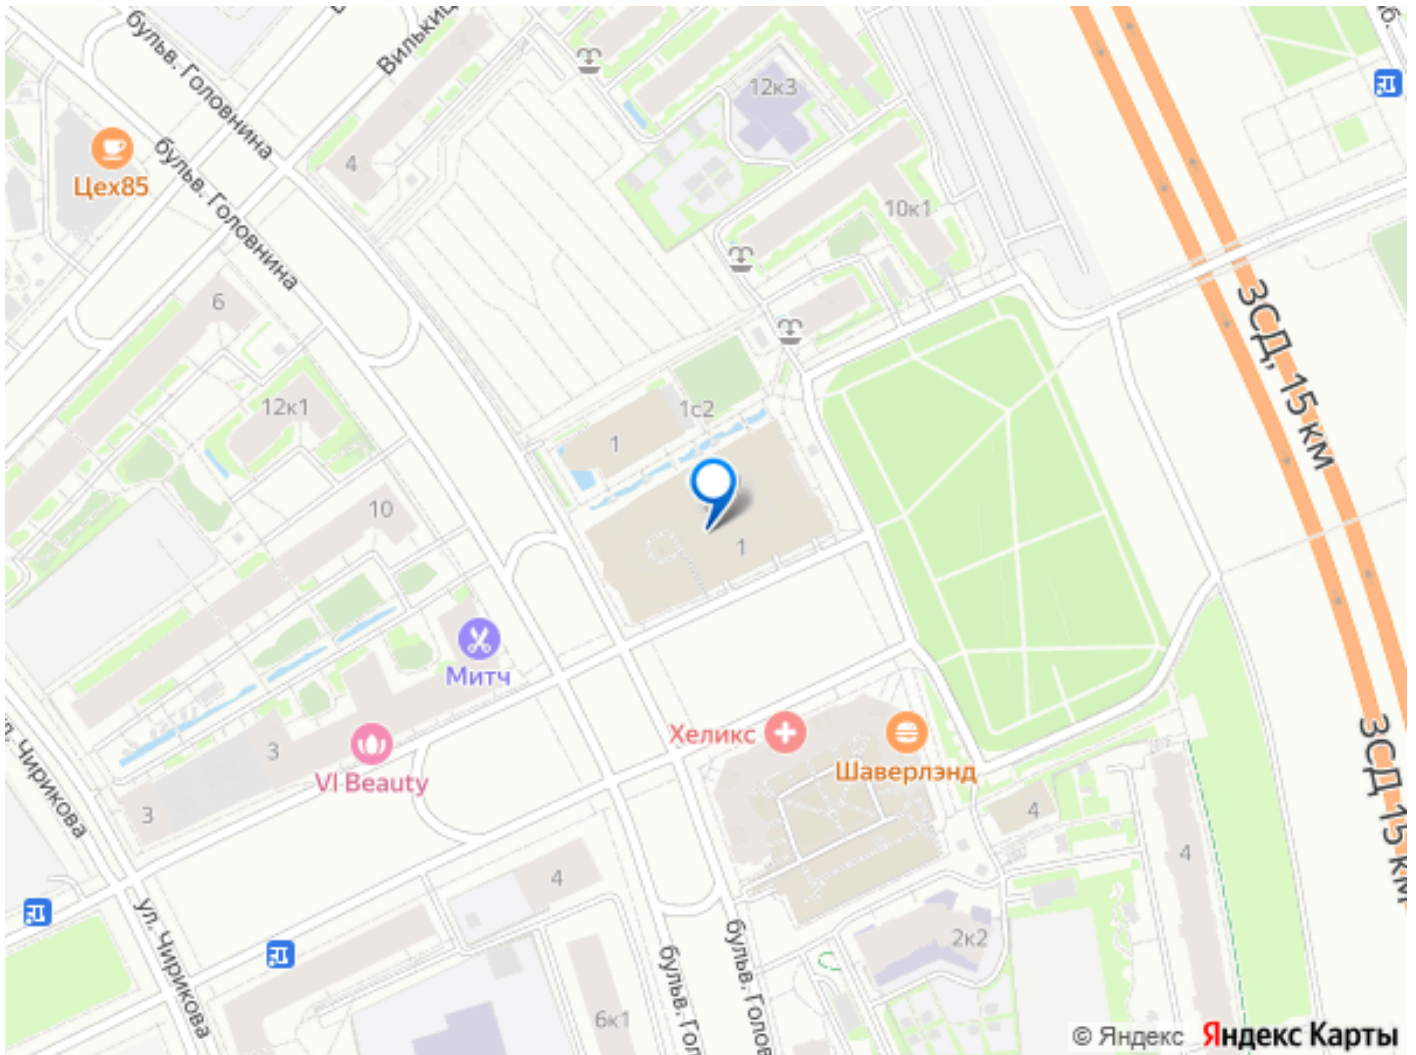 бульв. Головнина
Вилькиц
12к3
Цех85
4
бульв. Головнина
10к1
6
ЗСД, 15 км
12к1
1с2
1
10
1
Митч
Хеликс
3
VI Beauty
Шаверлэнд
ЗСД 15 км
3
4
4
. Чирикова
4
ул. Чирикова
2к2
бульв. Гол
бульв. Голов
6к1
© Яндекс Яндекс Карты